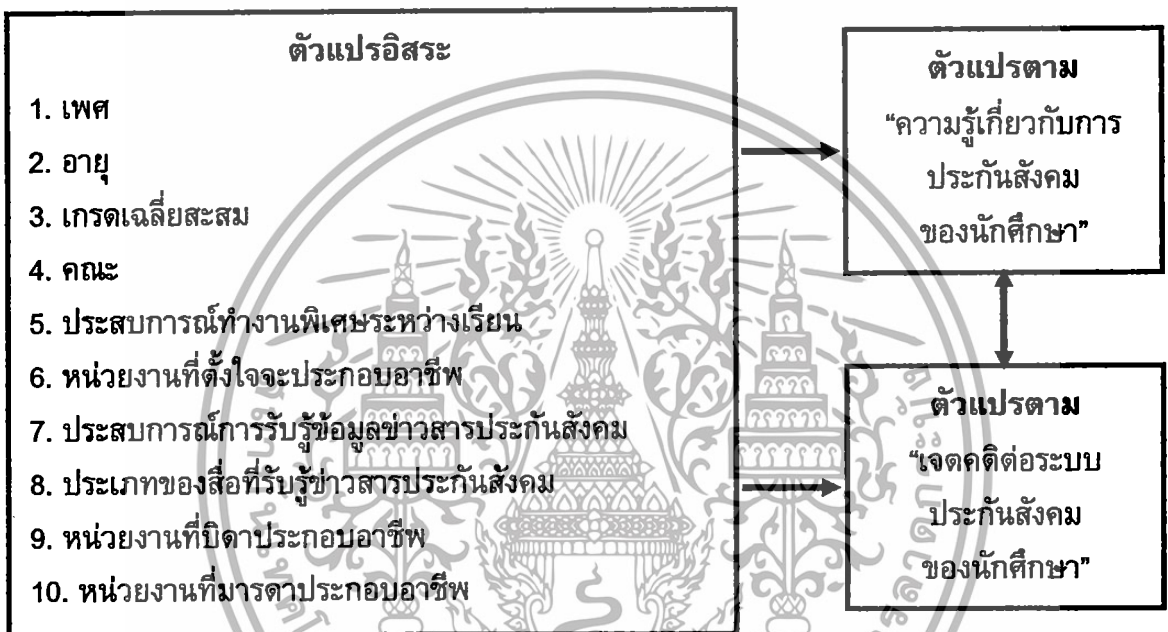 ตัวแปรอิสระ
1. เพศ
2. อายุ
3. เกรดเฉลี่ยสะสม
4. คณะ
5. ประสบการณ์ทำงานพิเศษระหว่างเรียน
6. หน่วยงานที่ตั้งใจจะประกอบอาชีพ
7. ประสบการณ์การรับรู้ข้อมูลข่าวสารประกันสังคม
8. ประเภทของสื่อที่รับรู้ข่าวสารประกันสังคม
9. หน่วยงานที่บิดาประกอบอาชีพ
10. หน่วยงานที่มารดาประกอบอาชีพ
ตัวแปรตาม
“ความรู้เกี่ยวกับการ
ประกันสังคม
ของนักศึกษา”
ตัวแปรตาม
“เจตคติต่อระบบ
ประกันสังคม
ของนักศึกษา”